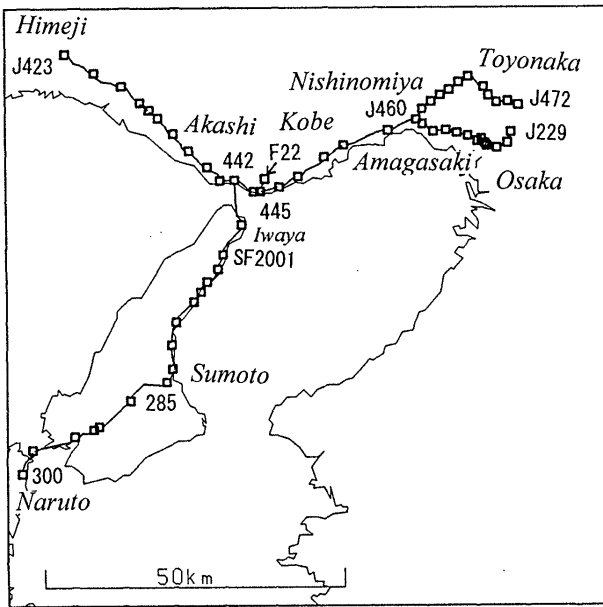 Himeji
J423
Toyonaka
Nishinomiya
J472
J460
Kobe
Akashi
J229
442
F22
Amagasaki
Osaka
445
Iwaya
SF2001
Sumoto
285
300
Naruto
50km